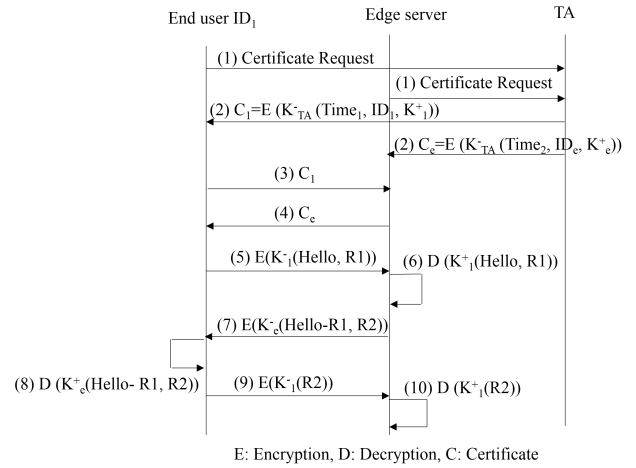 End user ID₁ Edge server TA
(1) Certificate Request
(1) Certificate Request
(2) C₁=E (K⁻TA (Time₁, ID₁, K⁺₁))
(2) Cₑ=E (K⁻TA (Time₂, IDₑ, K⁺ₑ))
(3) C₁
(4) Cₑ
(5) E(K⁻₁(Hello, R1))
(6) D (K⁺₁(Hello, R1))
(7) E(K⁻ₑ(Hello-R1, R2))
(8) D (K⁺ₑ(Hello- R1, R2))
(9) E(K⁻₁(R2))
(10) D (K⁺₁(R2))
E: Encryption, D: Decryption, C: Certificate